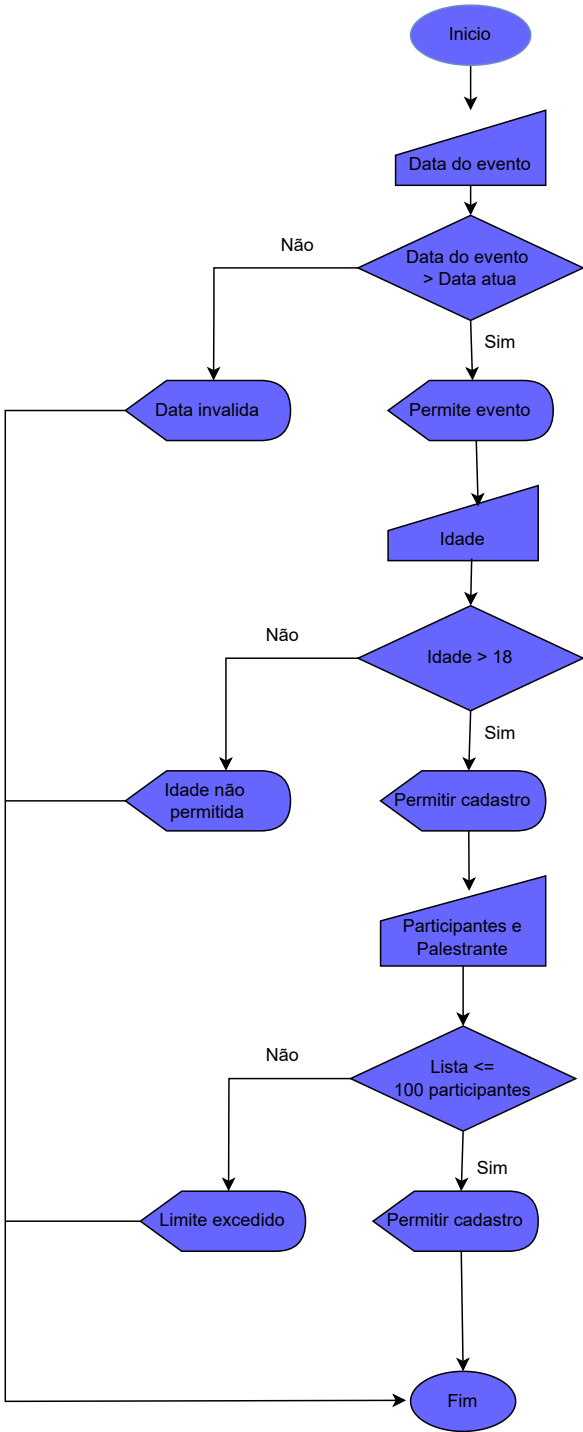 Inicio
Data do evento
Data do evento
> Data atua
Não
Sim
Data invalida
Permite evento
Idade
Idade > 18
Não
Sim
Idade não
permitida
Permitir cadastro
Participantes e
Palestrante
Lista <=
100 participantes
Não
Sim
Limite excedido
Permitir cadastro
Fim